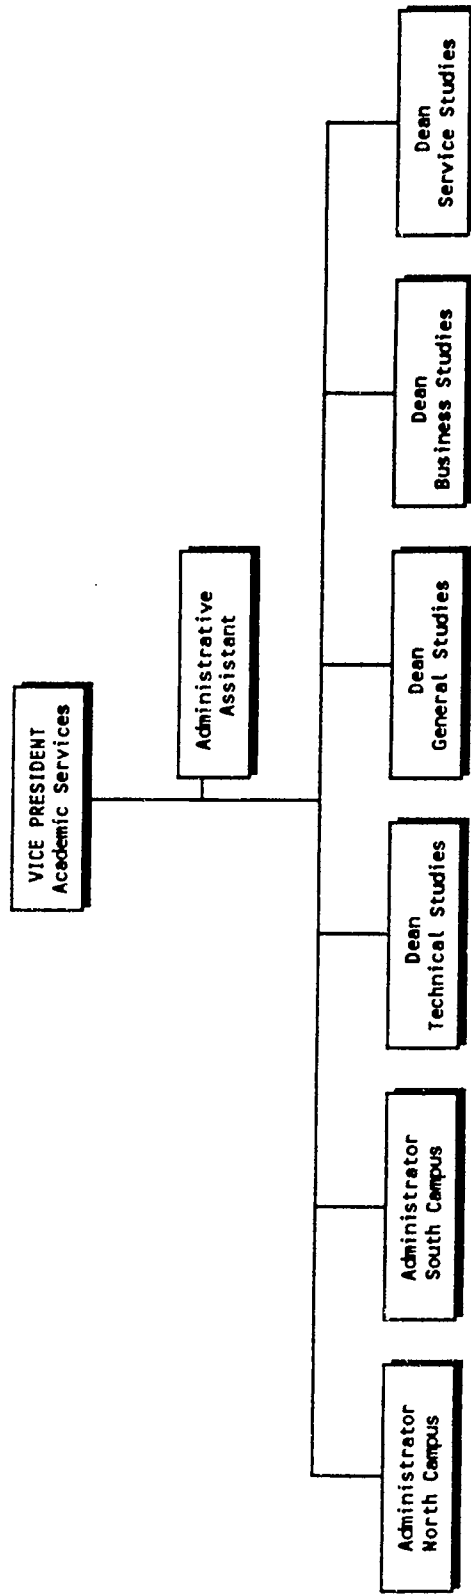 VICE PRESIDENT
Academic Services
Administrative
Assistant
Administrator
North Campus
Administrator
South Campus
Dean
Technical Studies
Dean
General Studies
Dean
Business Studies
Dean
Service Studies